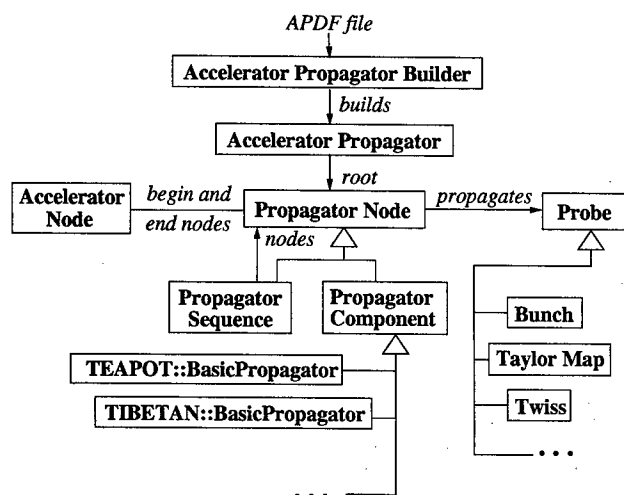 APDF file
Accelerator Propagator Builder
builds
Accelerator Propagator
root
Accelerator
Node
begin and
end nodes
Propagator Node
propagates
Probe
nodes
Propagator
Sequence
Propagator
Component
Bunch
TEAPOT::BasicPropagator
Taylor Map
TIBETAN::BasicPropagator
Twiss
• • •